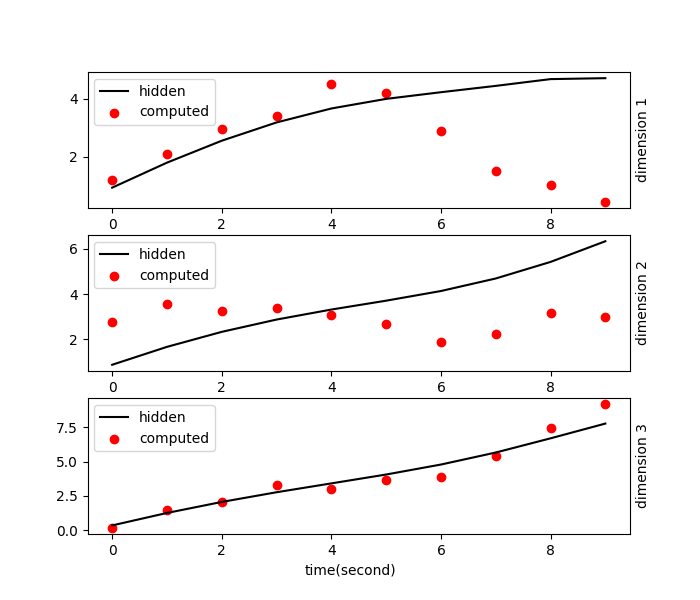 hidden
computed
4
2
0 2 4 6 8
dimension 1
hidden
computed
6
4
2
0 2 4 6 8
dimension 2
hidden
computed
7.5
5.0
2.5
0.0
0 2 4 6 8
dimension 3
time(second)